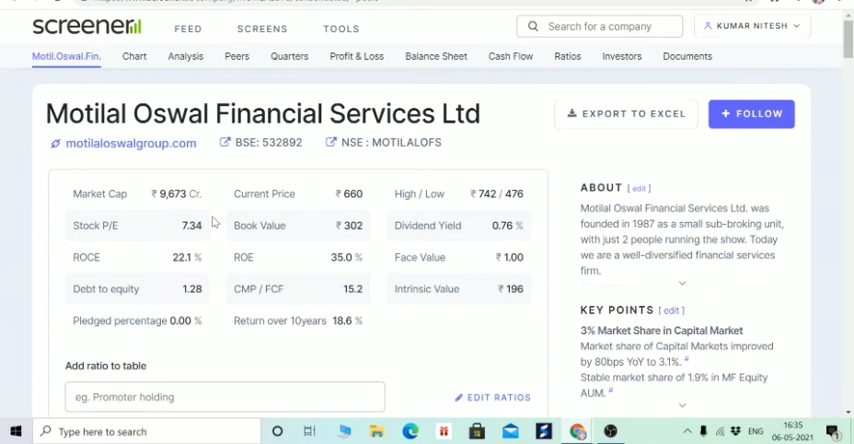 screener
FEED
SCREENS
TOOLS
Search for a company
KUMAR NITESH
Motil.Oswal.Fin.
Chart
Analysis
Peers
Quarters
Profit & Loss
Balance Sheet
Cash Flow
Ratios
Investors
Documents
Motilal Oswal Financial Services Ltd
EXPORT TO EXCEL
+ FOLLOW
motilaloswalgroup.com
BSE: 532892
NSE : MOTILALOFS
Market Cap ₹ 9,673 Cr.
Current Price ₹ 660
High / Low ₹ 742 / 476
Stock P/E 7.34
Book Value ₹ 302
Dividend Yield 0.76 %
ROCE 22.1 %
ROE 35.0 %
Face Value ₹ 1.00
Debt to equity 1.28
CMP / FCF 15.2
Intrinsic Value ₹ 196
Pledged percentage 0.00 %
Return over 10years 18.6 %
Add ratio to table
eg. Promoter holding
EDIT RATIOS
ABOUT [ edit ]
Motilal Oswal Financial Services Ltd. was
founded in 1987 as a small sub-broking unit,
with just 2 people running the show. Today
we are a well-diversified financial services
firm.
KEY POINTS [ edit ]
3% Market Share in Capital Market
Market share of Capital Markets improved
by 80bps YoY to 3.1%. #
Stable market share of 1.9% in MF Equity
AUM. #
Type here to search
ENG
16:35
06-05-2021